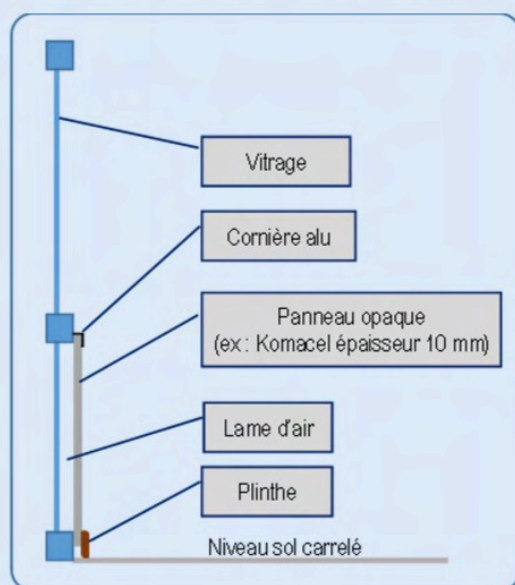 Vitrage
Cornière alu
Panneau opaque
(ex : Komacel épaisseur 10 mm)
Lame d'air
Plinthe
Niveau sol carrelé